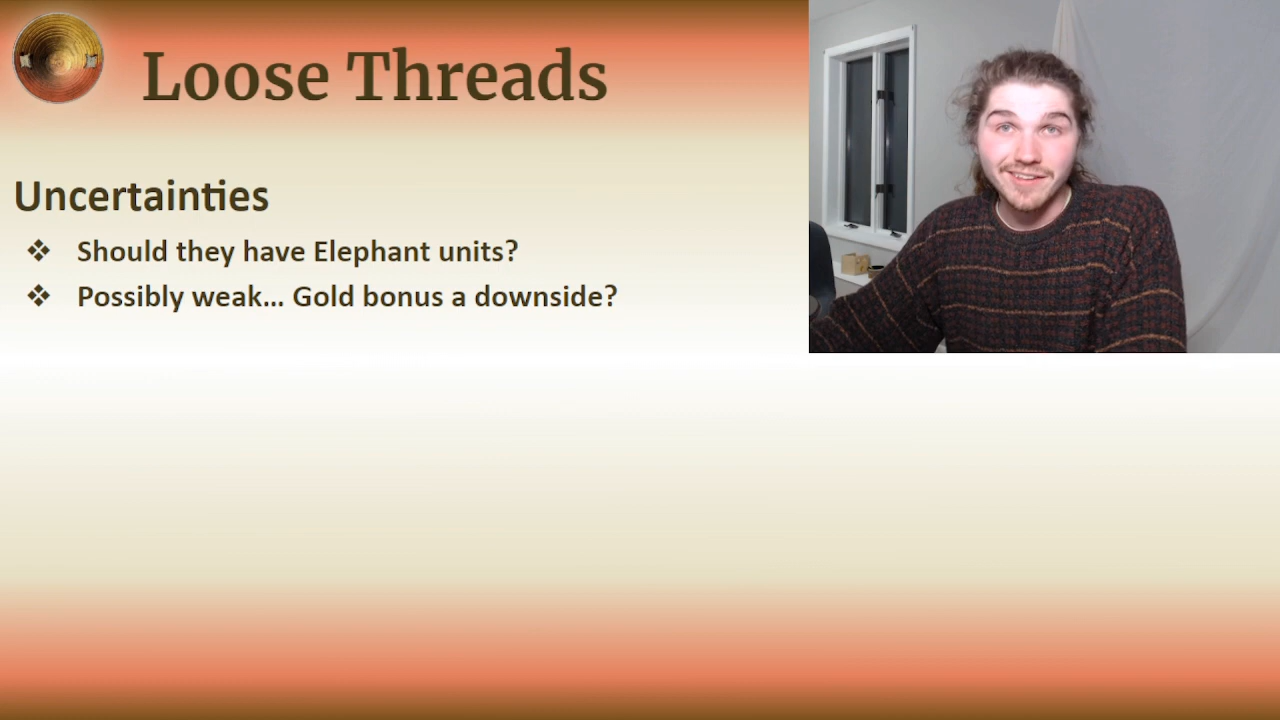 Loose Threads
Uncertainties
❖ Should they have Elephant units?
❖ Possibly weak... Gold bonus a downside?